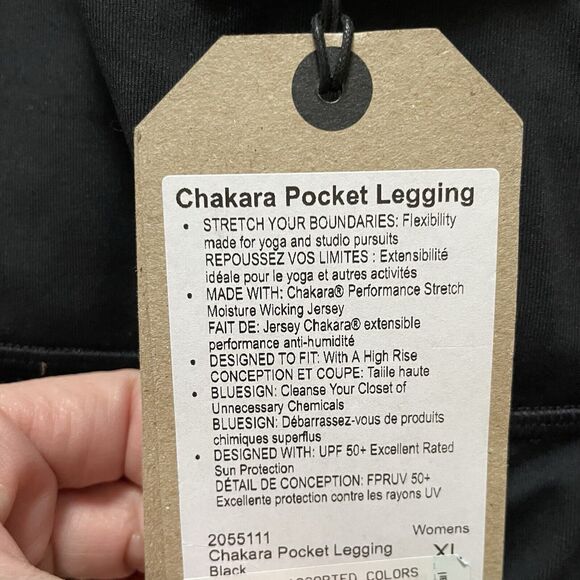 Chakara Pocket Legging
• STRETCH YOUR BOUNDARIES: Flexibility
made for yoga and studio pursuits
REPOUSSEZ VOS LIMITES : Extensibilité
idéale pour le yoga et autres activités
• MADE WITH: Chakara® Performance Stretch
Moisture Wicking Jersey
FAIT DE: Jersey Chakara® extensible
performance anti-humidité
• DESIGNED TO FIT: With A High Rise
CONCEPTION ET COUPE: Taille haute
• BLUESIGN: Cleanse Your Closet of
Unnecessary Chemicals
BLUESIGN: Débarrassez-vous de produits
chimiques superflus
• DESIGNED WITH: UPF 50+ Excellent Rated
Sun Protection
DÉTAIL DE CONCEPTION: FPRUV 50+
Excellente protection contre les rayons UV
2055111 Womens
Chakara Pocket Legging XL
Black
ASSORTED COLORS